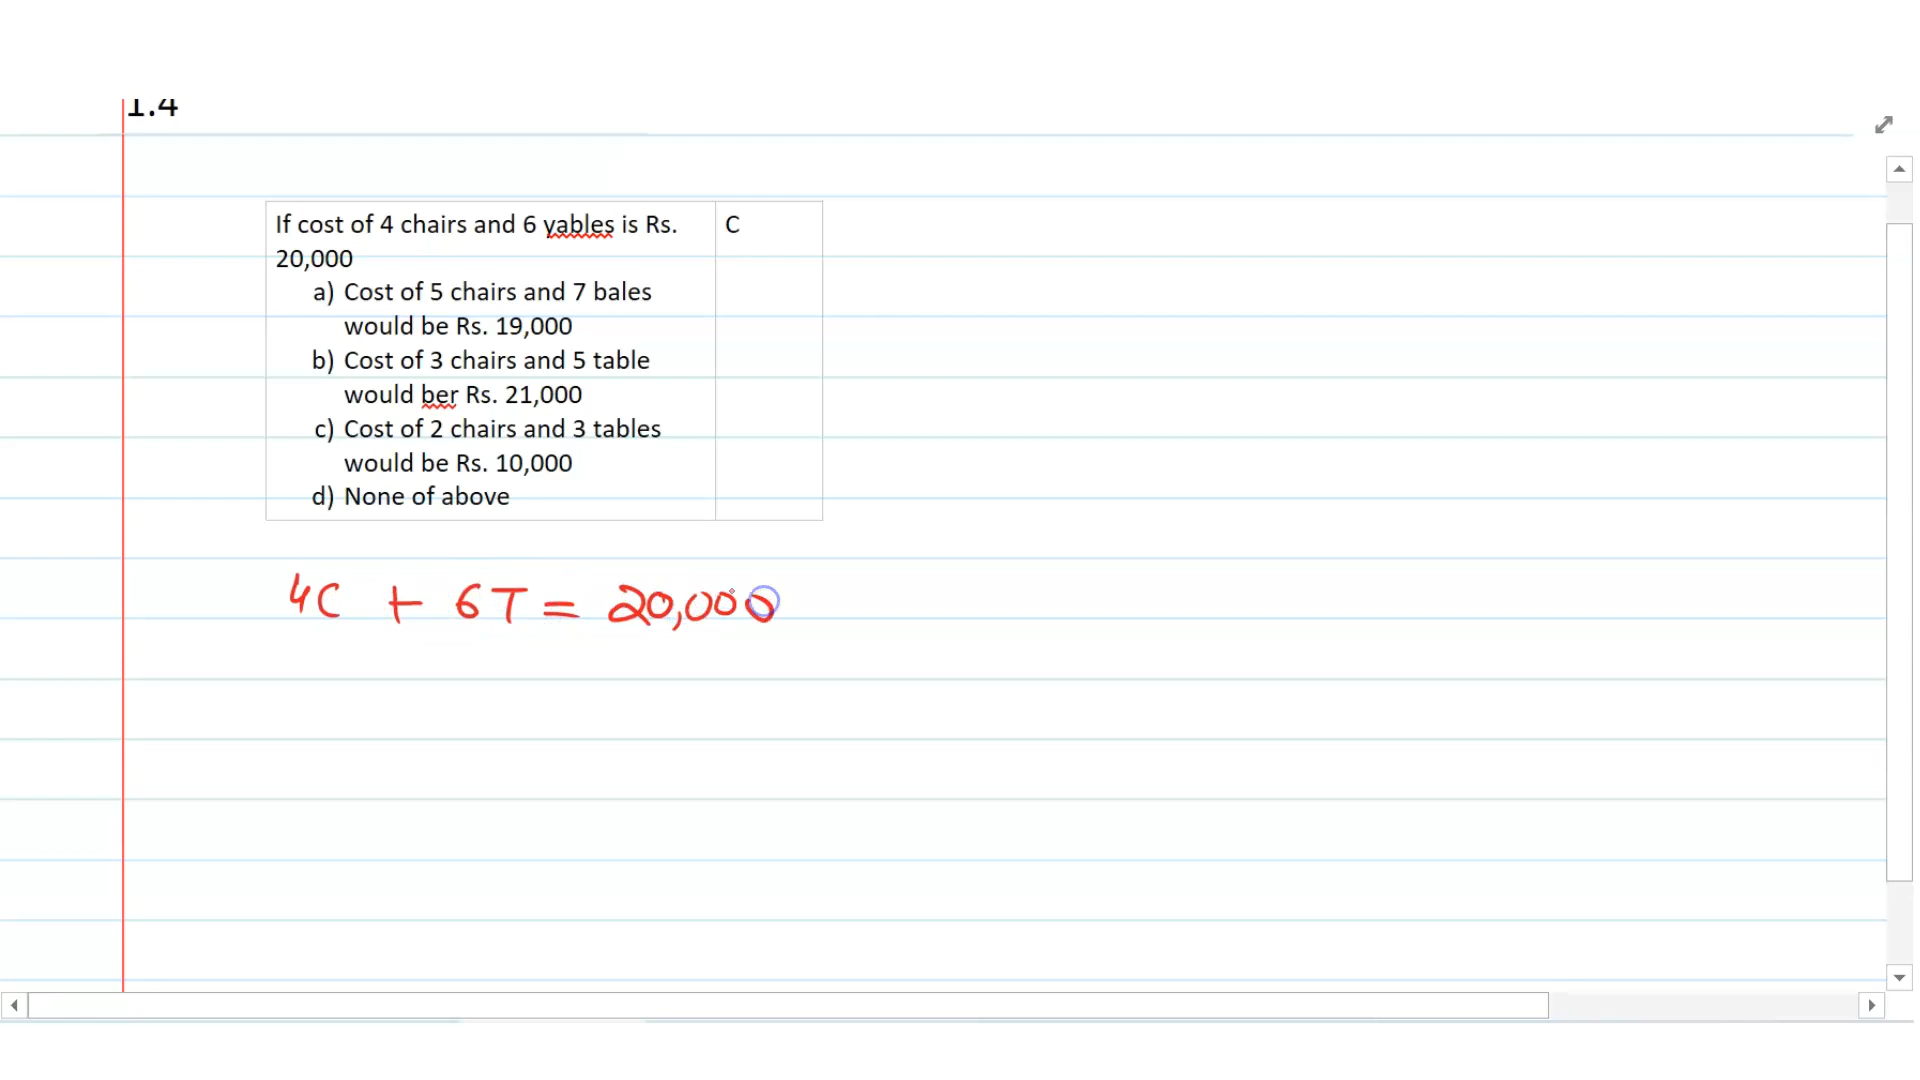 1.4
If cost of 4 chairs and 6 yables is Rs. C
20,000
a) Cost of 5 chairs and 7 bales
would be Rs. 19,000
b) Cost of 3 chairs and 5 table
would ber Rs. 21,000
c) Cost of 2 chairs and 3 tables
would be Rs. 10,000
d) None of above
4C + 6T = 20,000